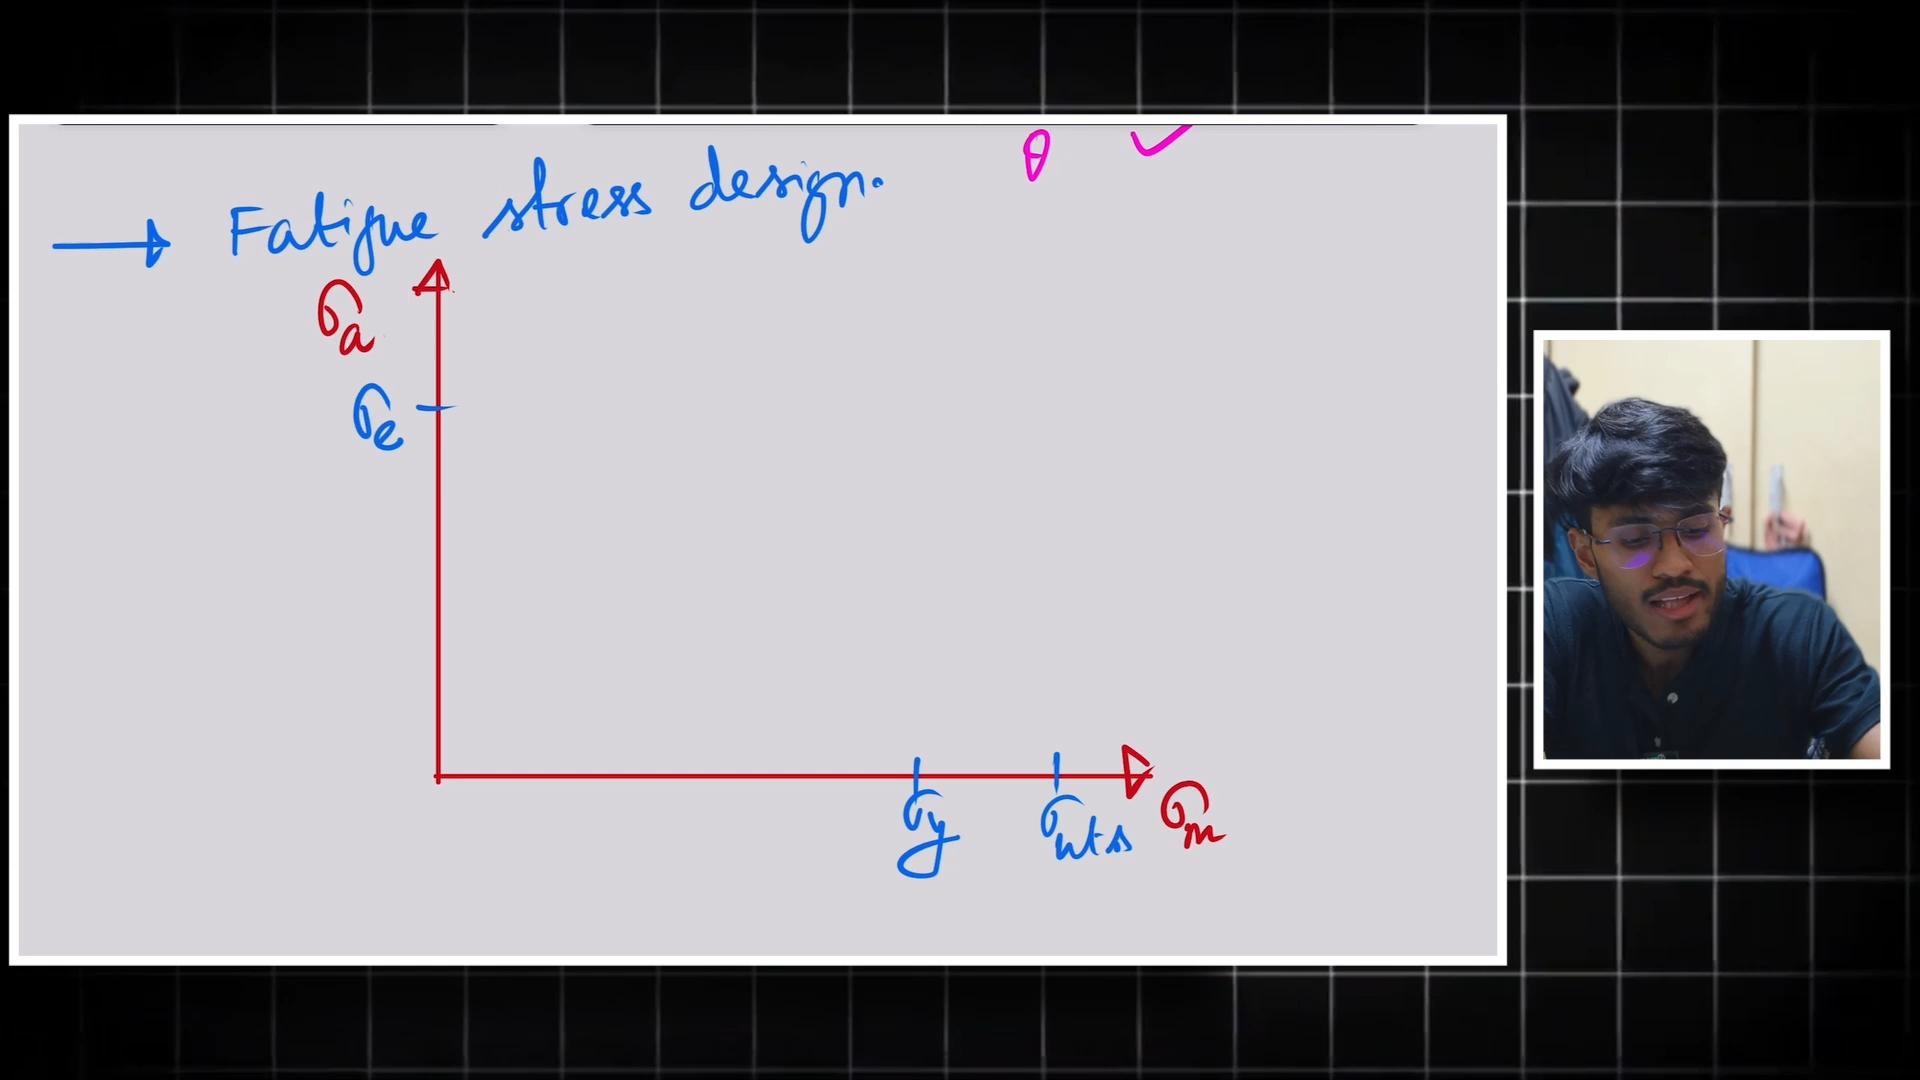 θ ✓
→ Fatigue stress design.
σa
σe
σy σuts σm